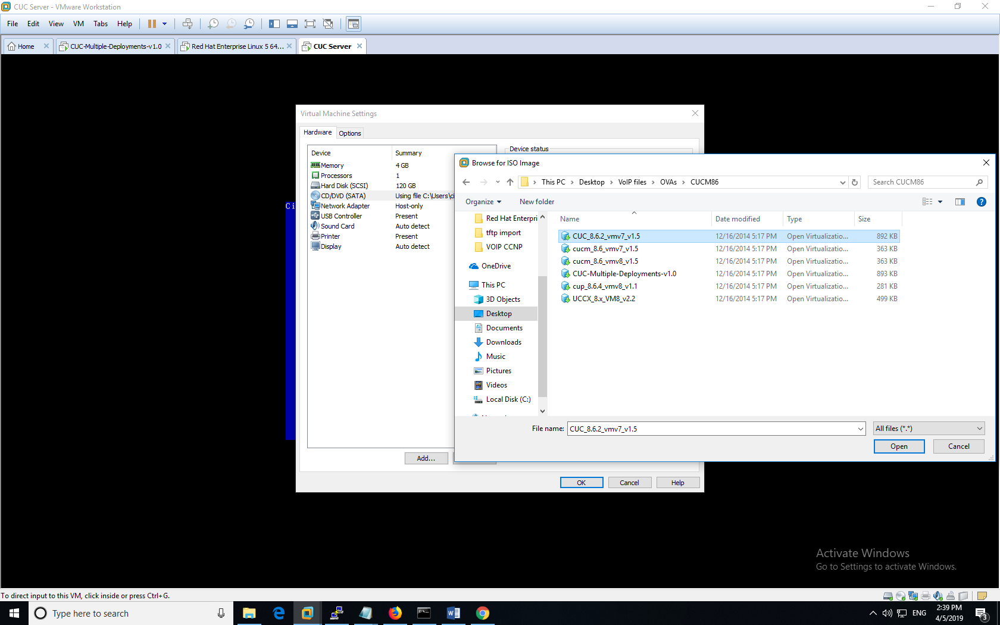 CUC Server - VMware Workstation
File Edit View VM Tabs Help
Home
CUC-Multiple-Deployments-v1.0
Red Hat Enterprise Linux 5 64...
CUC Server
Ci
Virtual Machine Settings
Hardware
Options
Device Summary
Memory 4 GB
Processors 1
Hard Disk (SCSI) 120 GB
CD/DVD (SATA) Using file C:\Users\ci
Network Adapter Host-only
USB Controller Present
Sound Card Auto detect
Printer Present
Display Auto detect
Device status
Add...
OK
Cancel
Help
Browse for ISO Image
This PC > Desktop > VoIP files > OVAs > CUCM86
Search CUCM86
Organize
New folder
Red Hat Enterpri
tftp import
VOIP CCNP
OneDrive
This PC
3D Objects
Desktop
Documents
Downloads
Music
Pictures
Videos
Local Disk (C:)
Name Date modified Type Size
CUC_8.6.2_vmv7_v1.5 12/16/2014 5:17 PM Open Virtualizatio... 892 KB
cucm_8.6_vmv7_v1.5 12/16/2014 5:17 PM Open Virtualizatio... 363 KB
cucm_8.6_vmv8_v1.5 12/16/2014 5:17 PM Open Virtualizatio... 363 KB
CUC-Multiple-Deployments-v1.0 12/16/2014 5:17 PM Open Virtualizatio... 893 KB
cup_8.6.4_vmv8_v1.1 12/16/2014 5:17 PM Open Virtualizatio... 281 KB
UCCX_8.x_VM8_v2.2 12/16/2014 5:17 PM Open Virtualizatio... 499 KB
File name: CUC_8.6.2_vmv7_v1.5
All files (*.*)
Open
Cancel
Activate Windows
Go to Settings to activate Windows.
To direct input to this VM, click inside or press Ctrl+G.
Type here to search
ENG
2:39 PM
4/5/2019
3